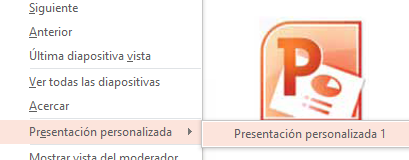 Siguiente
Anterior
Última diapositiva vista
Ver todas las diapositivas
Acercar
Presentación personalizada
Presentación personalizada 1
Mostrar vista del moderador
P